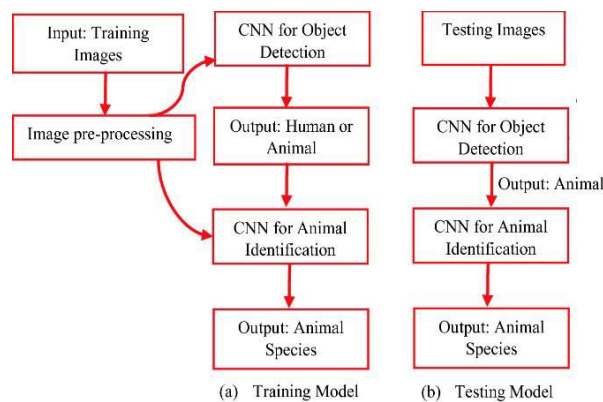 Input: Training
Images
Image pre-processing
CNN for Object
Detection
Output: Human or
Animal
CNN for Animal
Identification
Output: Animal
Species
(a) Training Model
Testing Images
CNN for Object
Detection
Output: Animal
CNN for Animal
Identification
Output: Animal
Species
(b) Testing Model